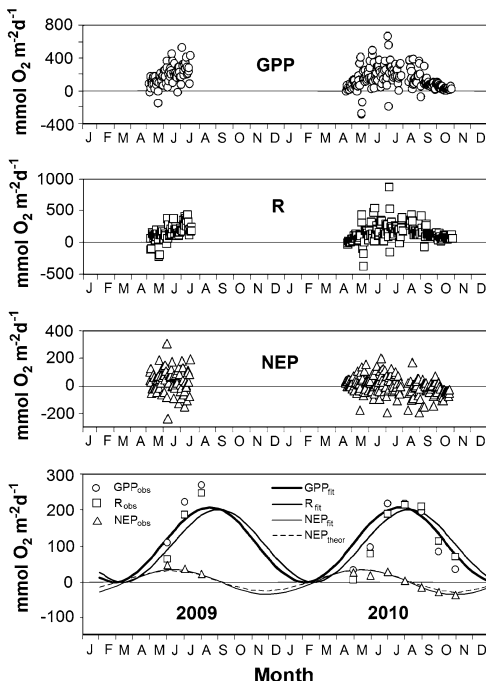 800
400
0
-400
mmol O2 m-2d-1
GPP
J F M A M J J A S O N D J F M A M J J A S O N D
1000
500
0
-500
mmol O2 m-2d-1
R
J F M A M J J A S O N D J F M A M J J A S O N D
400
200
0
-200
mmol O2 m-2d-1
NEP
J F M A M J J A S O N D J F M A M J J A S O N D
300
200
100
0
-100
mmol O2 m-2d-1
GPPobs
Robs
NEPobs
GPPfit
Rfit
NEPfit
NEPtheor
2009
2010
J F M A M J J A S O N D J F M A M J J A S O N D
Month